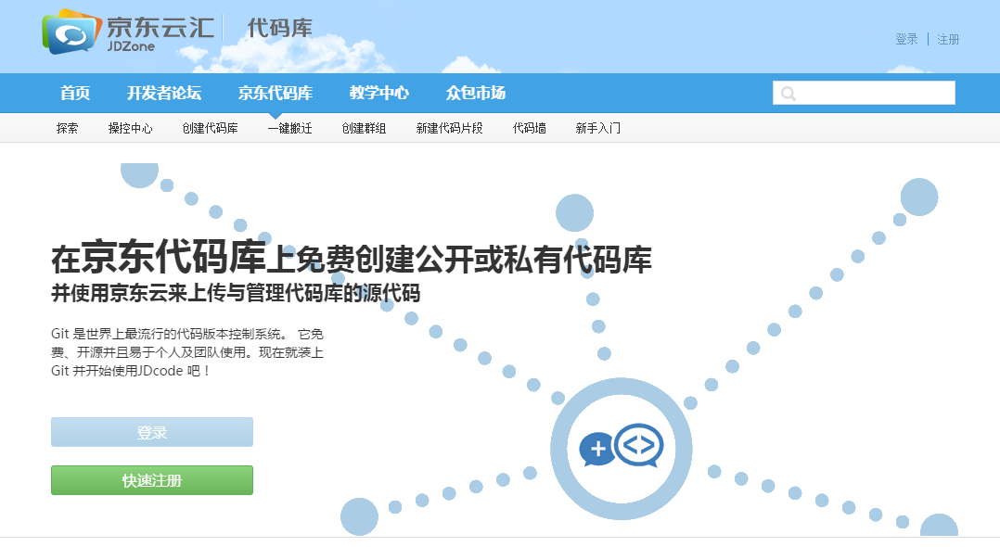 京东云汇 代码库
JDZone
登录 注册
首页 开发者论坛 京东代码库 教学中心 众包市场
探索 操控中心 创建代码库 一键搬迁 创建群组 新建代码片段 代码墙 新手入门
在京东代码库上免费创建公开或私有代码库
并使用京东云来上传与管理代码库的源代码
Git 是世界上最流行的代码版本控制系统。 它免
费、开源并且易于个人及团队使用。现在就装上
Git 并开始使用JDcode 吧！
登录
快速注册